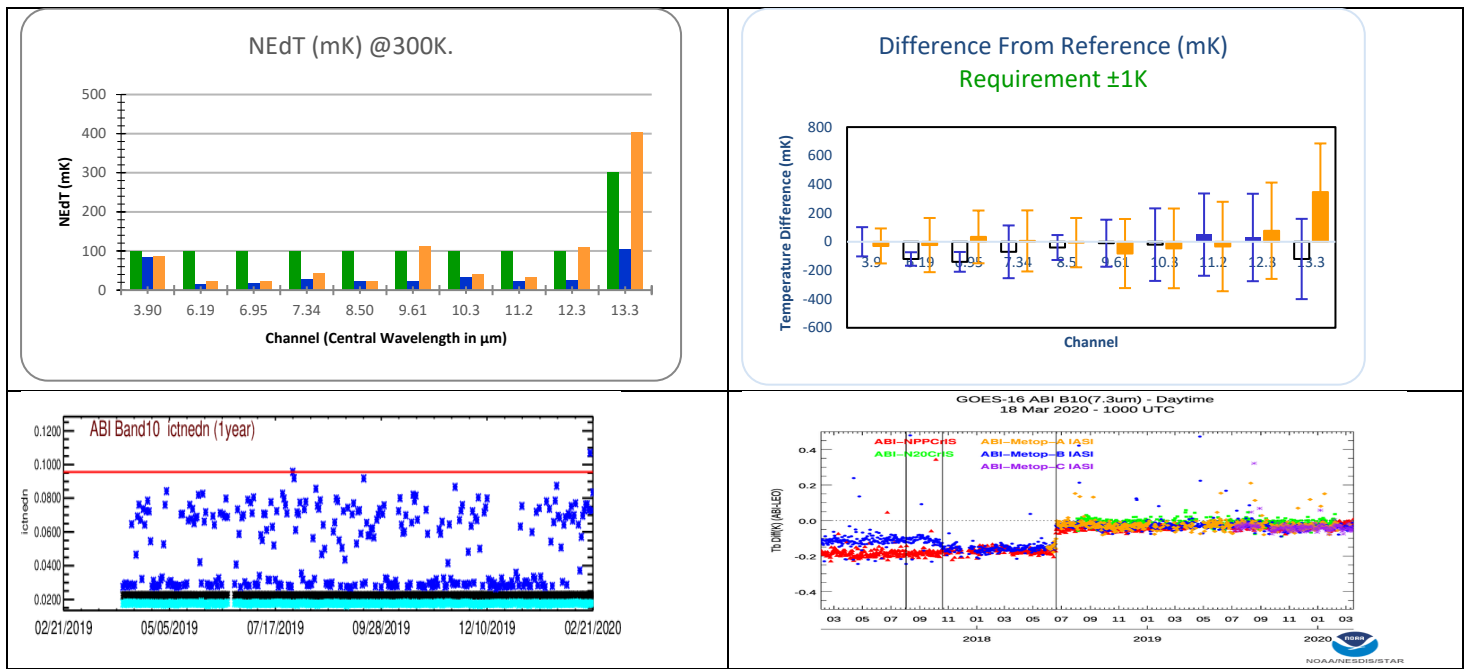 NEdT (mK) @300K.
500
400
300
200
100
0
NEdT (mK)
3.90 6.19 6.95 7.34 8.50 9.61 10.3 11.2 12.3 13.3
Channel (Central Wavelength in µm)
Difference From Reference (mK)
Requirement ±1K
800
600
400
200
0
-200
-400
-600
Temperature Difference (mK)
3.9 6.19 6.95 7.34 8.5 9.61 10.3 11.2 12.3 13.3
Channel
ABI Band10 ictnedn (1year)
0.1200
0.1000
0.0800
0.0600
0.0400
0.0200
ictnedn
02/21/2019 05/05/2019 07/17/2019 09/28/2019 12/10/2019 02/21/2020
GOES-16 ABI B10(7.3um) - Daytime
18 Mar 2020 - 1000 UTC
ABI-NPPCrIS ABI-Metop-A IASI
ABI-N20CrIS ABI-Metop-B IASI
ABI-Metop-C IASI
0.4
0.2
0.0
-0.2
-0.4
Tb Diff(K) (ABI-LEO)
03 05 07 09 11 01 03 05 07 09 11 01 03 05 07 09 11 01 03
2018 2019 2020
NOAA
NOAA/NESDIS/STAR